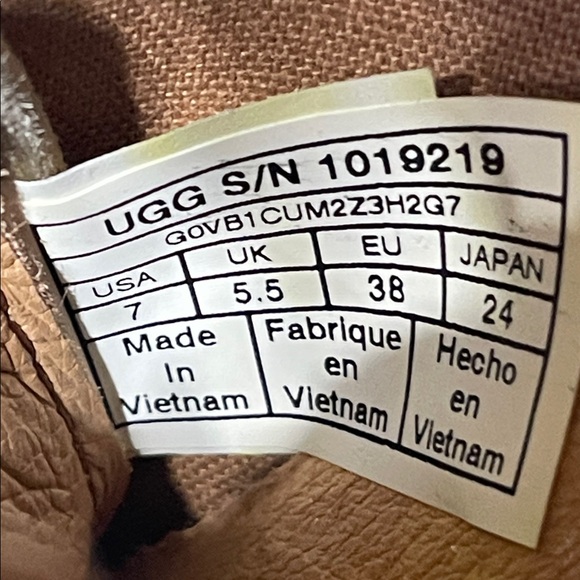 UGG S/N 1019219
G0VB1CUM2Z3H2G7
USA UK EU JAPAN
7 5.5 38 24
Made Fabrique Hecho
In en en
Vietnam Vietnam Vietnam